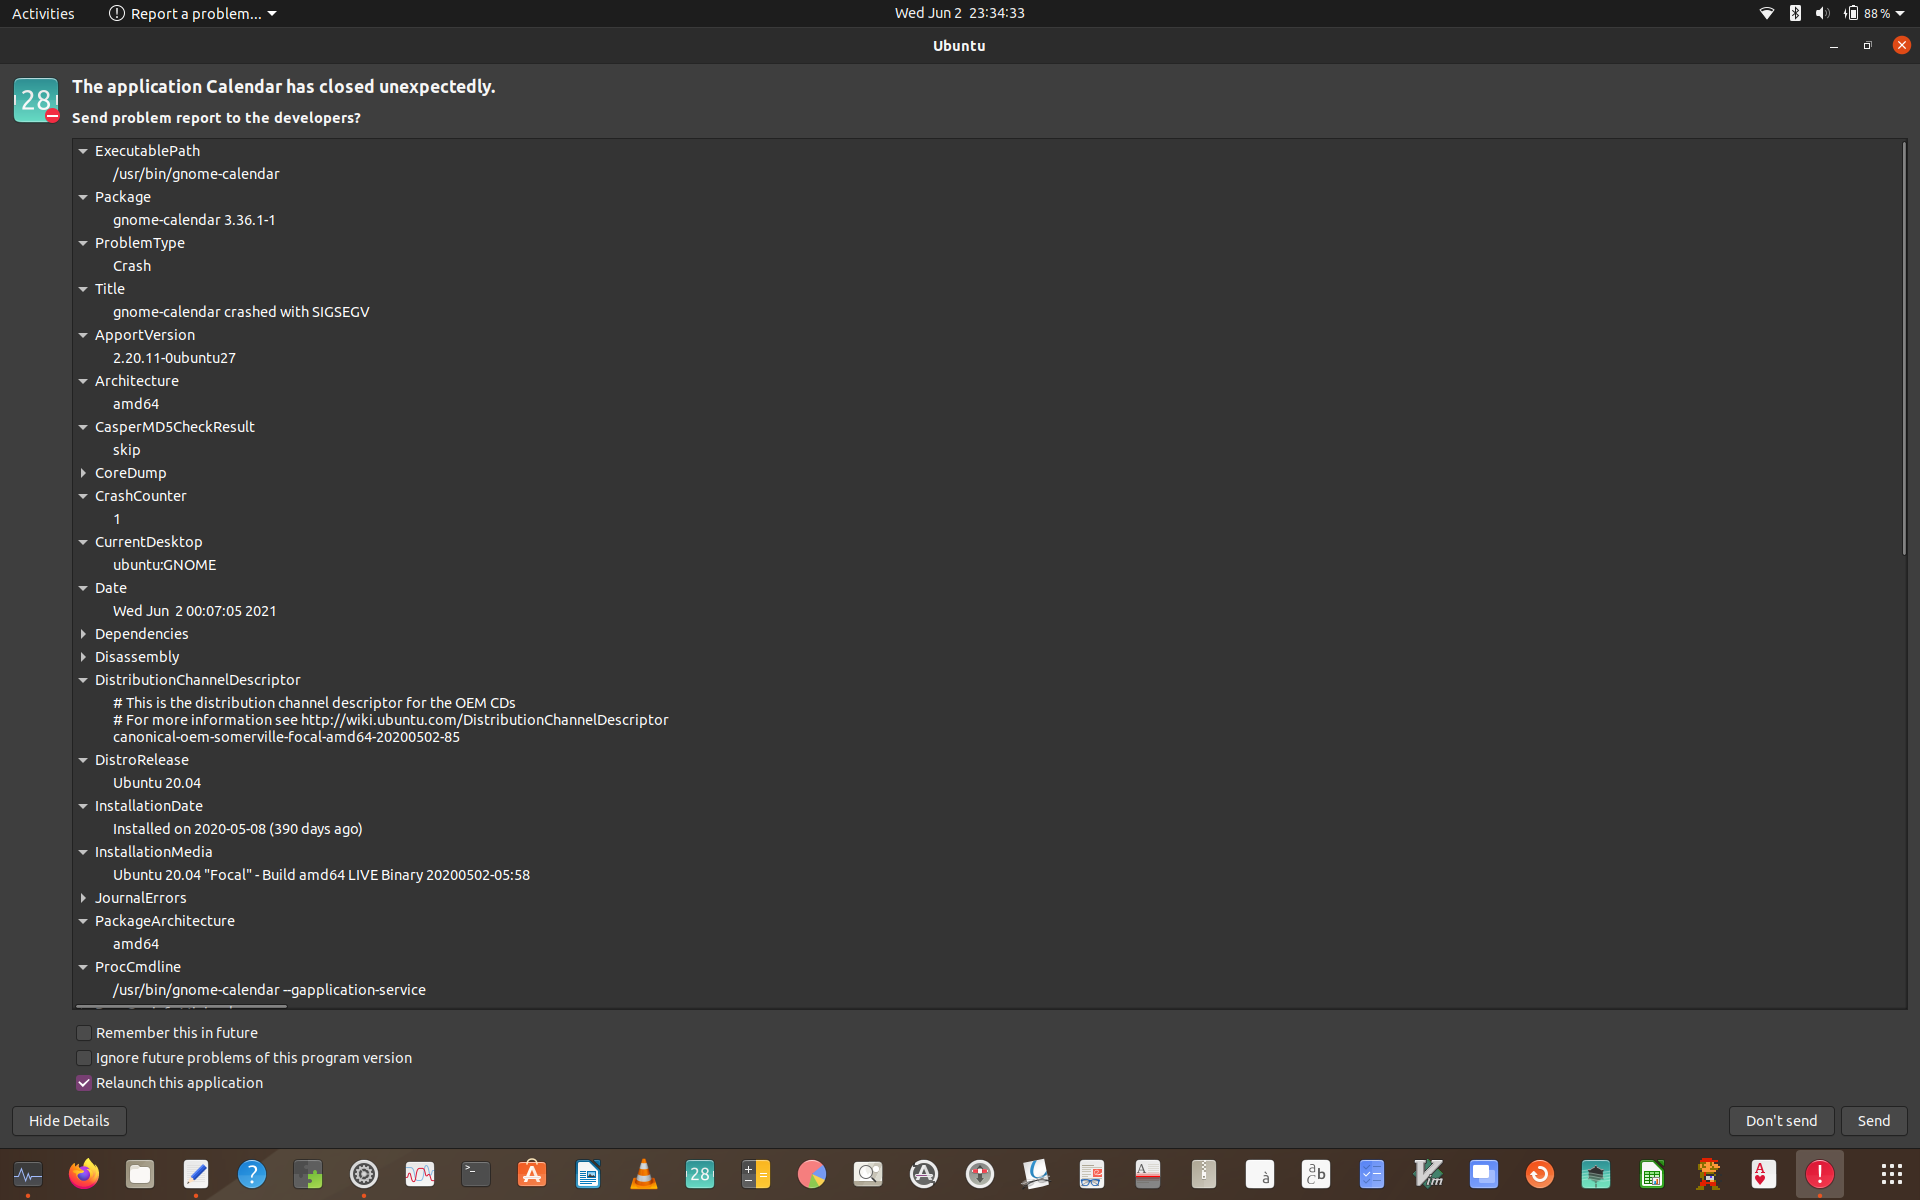 Activities
Report a problem...
Wed Jun 2 23:34:33
88 %
Ubuntu
28
The application Calendar has closed unexpectedly.
Send problem report to the developers?
ExecutablePath
/usr/bin/gnome-calendar
Package
gnome-calendar 3.36.1-1
ProblemType
Crash
Title
gnome-calendar crashed with SIGSEGV
ApportVersion
2.20.11-0ubuntu27
Architecture
amd64
CasperMD5CheckResult
skip
CoreDump
CrashCounter
1
CurrentDesktop
ubuntu:GNOME
Date
Wed Jun  2 00:07:05 2021
Dependencies
Disassembly
DistributionChannelDescriptor
# This is the distribution channel descriptor for the OEM CDs
# For more information see http://wiki.ubuntu.com/DistributionChannelDescriptor
canonical-oem-somerville-focal-amd64-20200502-85
DistroRelease
Ubuntu 20.04
InstallationDate
Installed on 2020-05-08 (390 days ago)
InstallationMedia
Ubuntu 20.04 "Focal" - Build amd64 LIVE Binary 20200502-05:58
JournalErrors
PackageArchitecture
amd64
ProcCmdline
/usr/bin/gnome-calendar --gapplication-service
Remember this in future
Ignore future problems of this program version
Relaunch this application
Hide Details
Don't send
Send
28